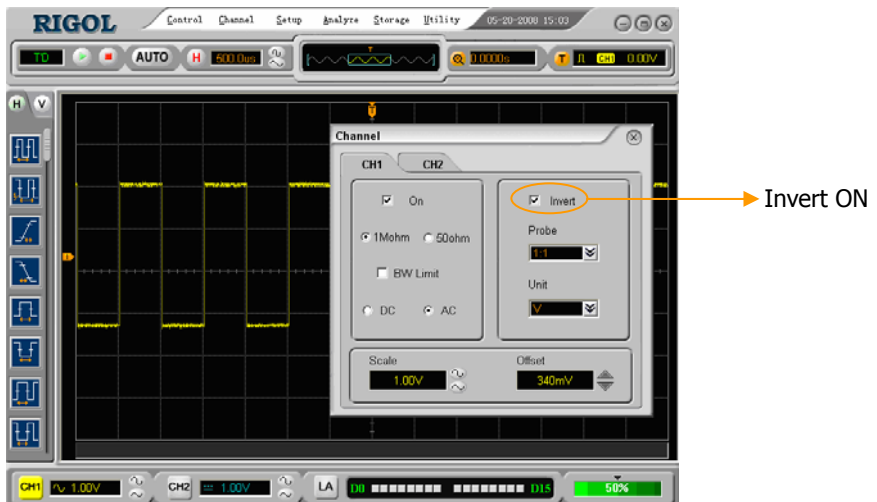 RIGOL Control Channel Setup Analyze Storage Utility 05-20-2000 15:03
T'D AUTO H 500.0us T 0.0000s T CH1 0.00V
H V
T
Channel
CH1 CH2
On Invert
Invert ON
1Mohm 50ohm Probe
1:1
BW Limit Unit
DC AC V
Scale Offset
1.00V 340mV
CH1 1.00V CH2 1.00V LA D0 D15 50%